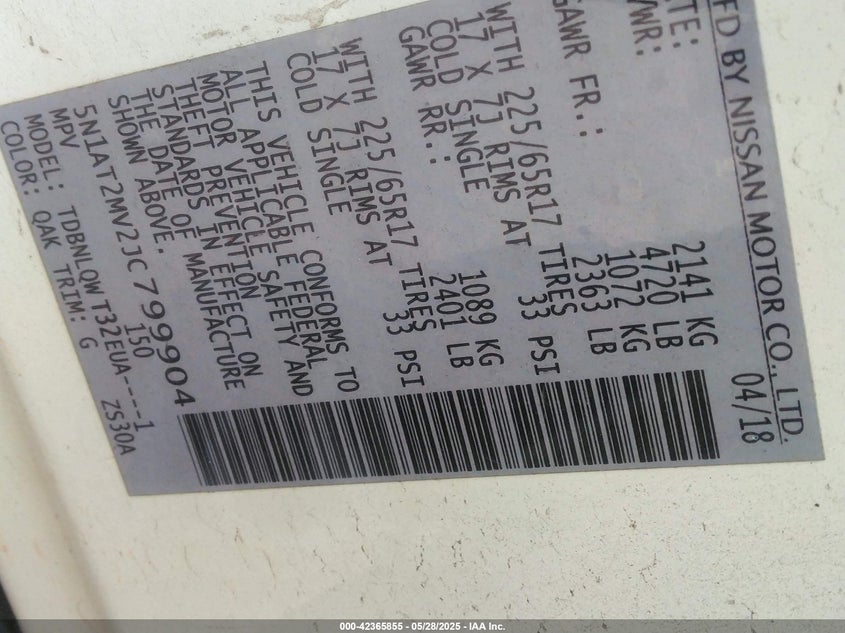 MFD BY NISSAN MOTOR CO., LTD.
DATE: 04/18
GVWR: 2141 KG
4720 LB
GAWR FR.: 1072 KG
2363 LB
WITH 225/65R17 TIRES
17 X 7J RIMS AT 33 PSI
COLD SINGLE
GAWR RR.: 1089 KG
2401 LB
WITH 225/65R17 TIRES
17 X 7J RIMS AT 33 PSI
COLD SINGLE
THIS VEHICLE CONFORMS TO
ALL APPLICABLE FEDERAL
MOTOR VEHICLE SAFETY AND
THEFT PREVENTION
STANDARDS IN EFFECT ON
THE DATE OF MANUFACTURE
SHOWN ABOVE.
5N1AT2MV2JC799904
MPV 150
MODEL: TDBNLQW T32EUA----1
COLOR: QAK TRIM: G ZS30A
000-42365855 - 05/28/2025 - IAA Inc.